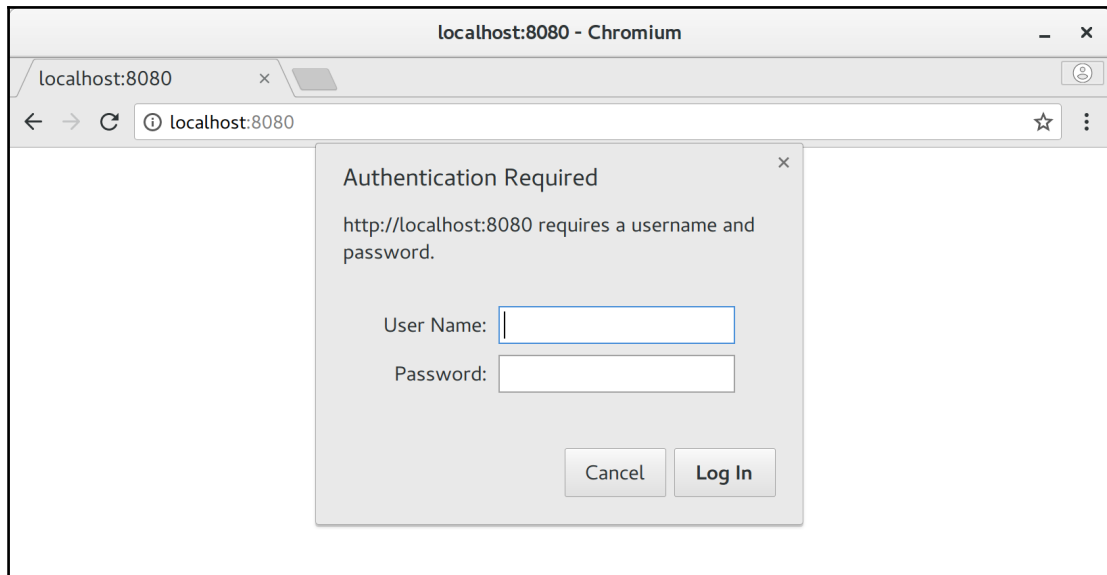 localhost:8080 - Chromium
localhost:8080
localhost:8080
Authentication Required
http://localhost:8080 requires a username and
password.
User Name:
Password:
Cancel
Log In